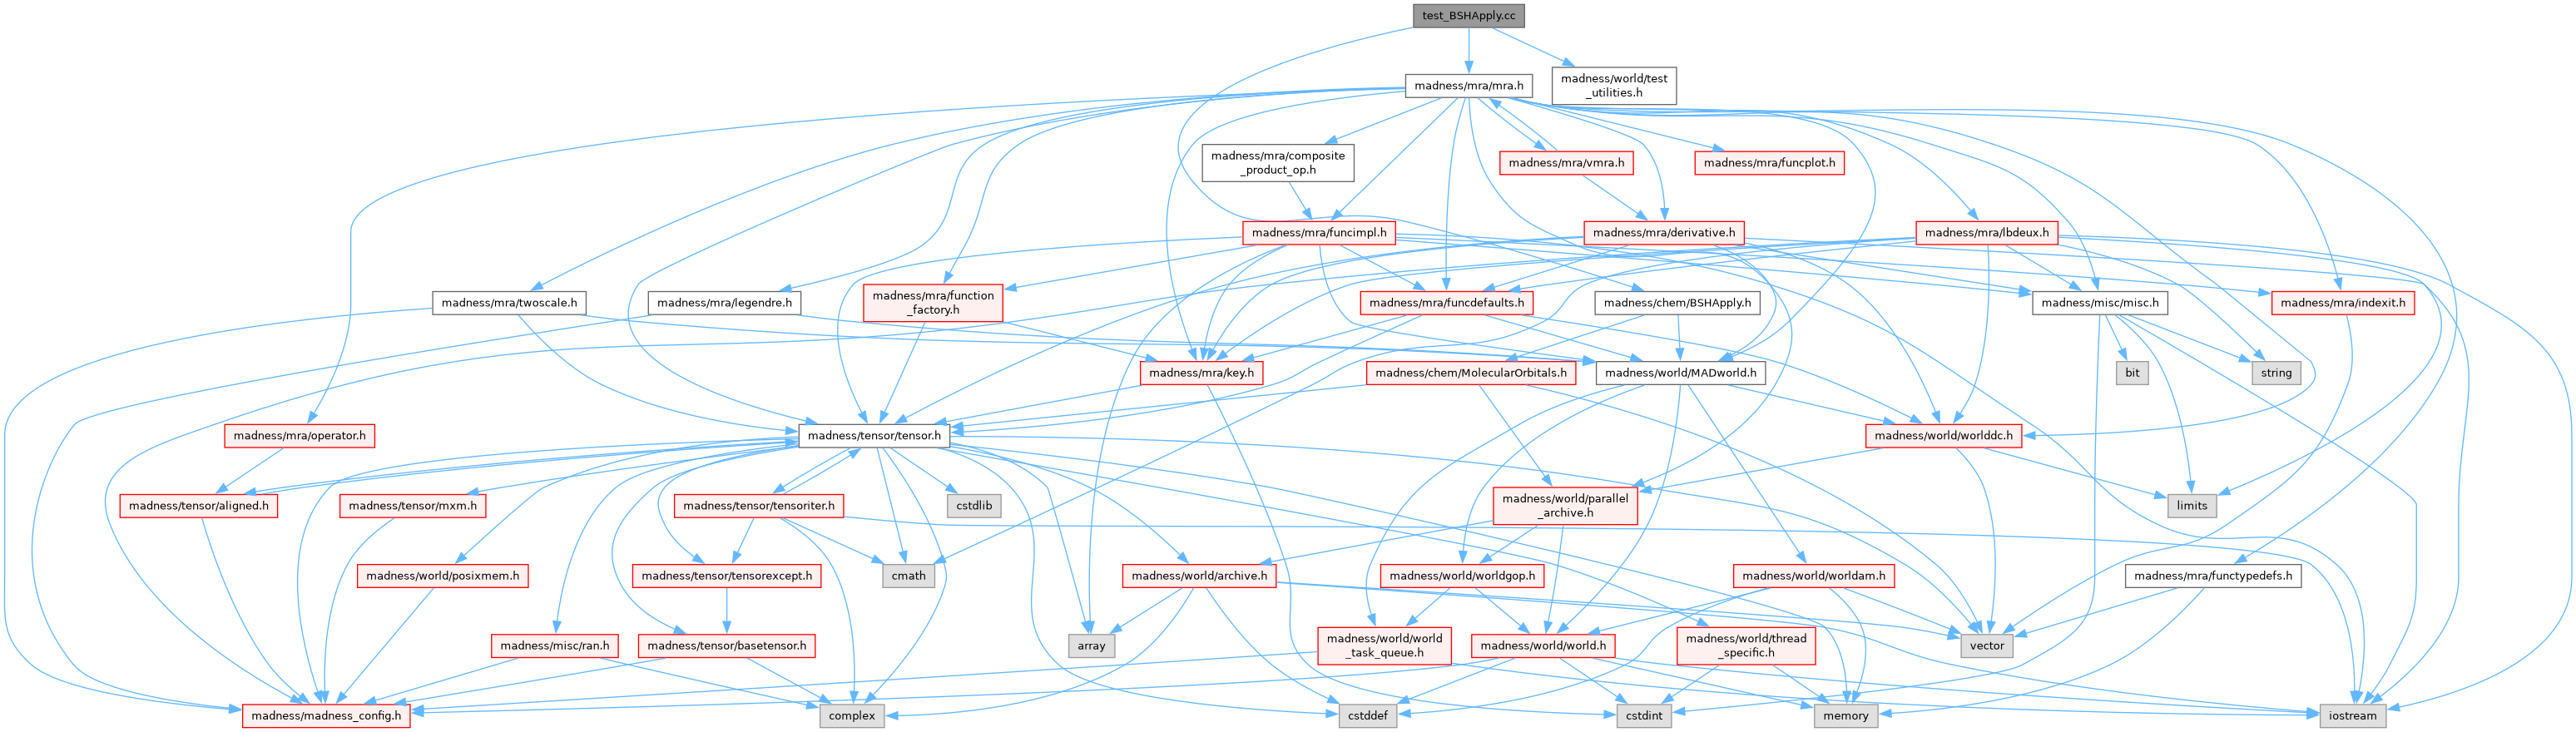 test_BSHApply.cc
madness/mra/mra.h
madness/world/test
_utilities.h
madness/mra/composite
_product_op.h
madness/mra/vmra.h
madness/mra/funcplot.h
madness/mra/funcimpl.h
madness/mra/derivative.h
madness/mra/lbdeux.h
madness/mra/twoscale.h
madness/mra/legendre.h
madness/mra/function
_factory.h
madness/mra/funcdefaults.h
madness/chem/BSHApply.h
madness/misc/misc.h
madness/mra/indexit.h
madness/mra/key.h
madness/chem/MolecularOrbitals.h
madness/world/MADworld.h
bit
string
madness/mra/operator.h
madness/tensor/tensor.h
madness/world/worlddc.h
madness/tensor/aligned.h
madness/tensor/mxm.h
madness/tensor/tensoriter.h
cstdlib
madness/world/parallel
_archive.h
limits
madness/world/posixmem.h
madness/tensor/tensorexcept.h
cmath
madness/world/archive.h
madness/world/worldgop.h
madness/world/worldam.h
madness/mra/functypedefs.h
madness/misc/ran.h
madness/tensor/basetensor.h
array
madness/world/world
_task_queue.h
madness/world/world.h
madness/world/thread
_specific.h
vector
madness/madness_config.h
complex
cstddef
cstdint
memory
iostream